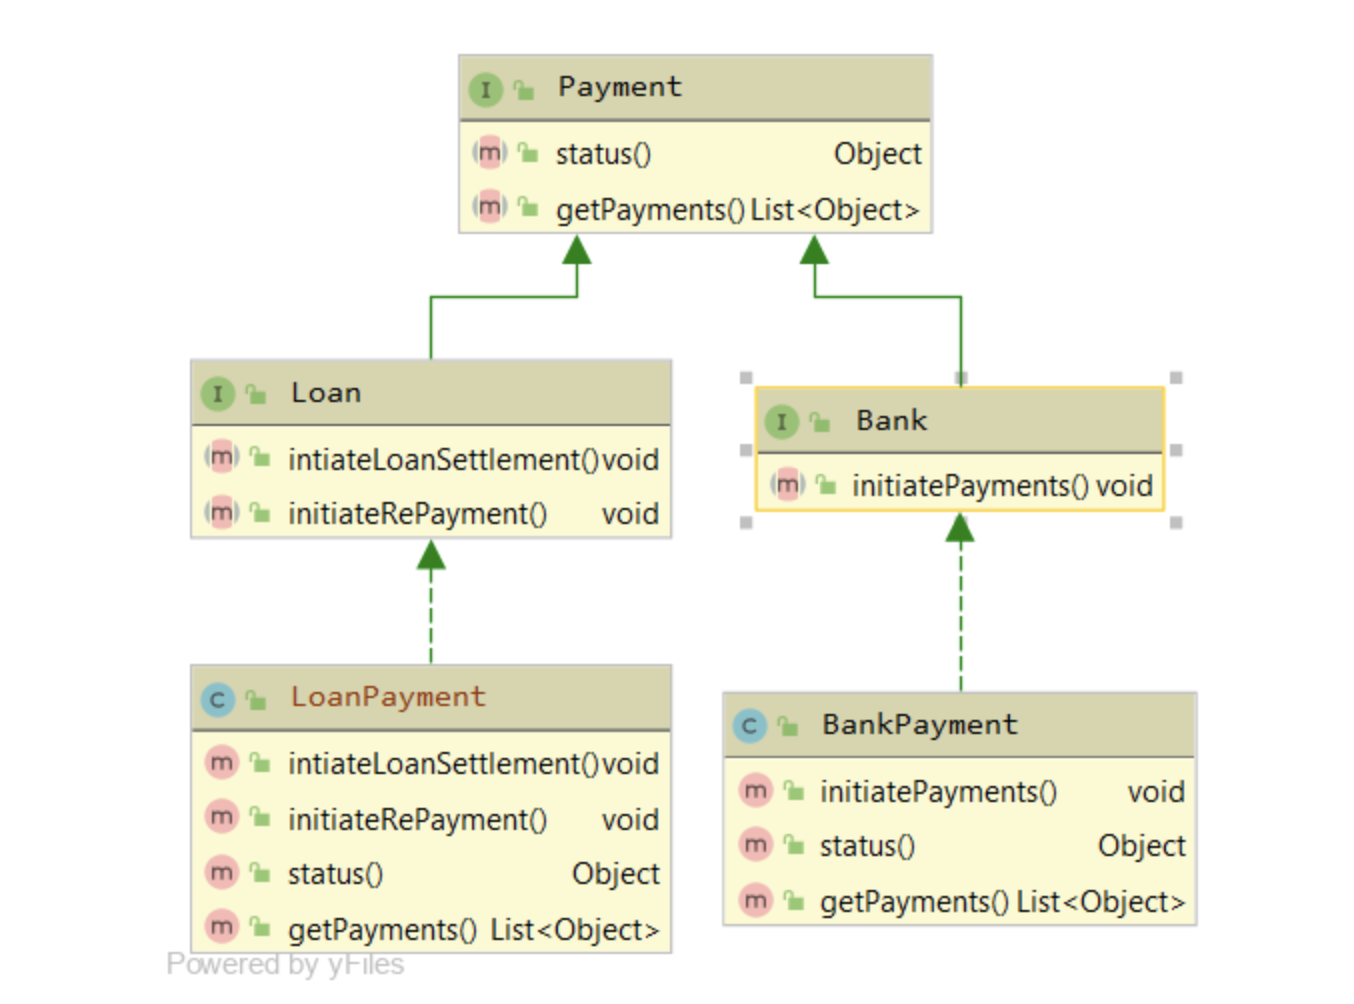 I Payment
m status() Object
m getPayments() List<Object>
I Loan
m intiateLoanSettlement() void
m initiateRePayment() void
I Bank
m initiatePayments() void
C LoanPayment
m intiateLoanSettlement() void
m initiateRePayment() void
m status() Object
m getPayments() List<Object>
C BankPayment
m initiatePayments() void
m status() Object
m getPayments() List<Object>
Powered by yFiles